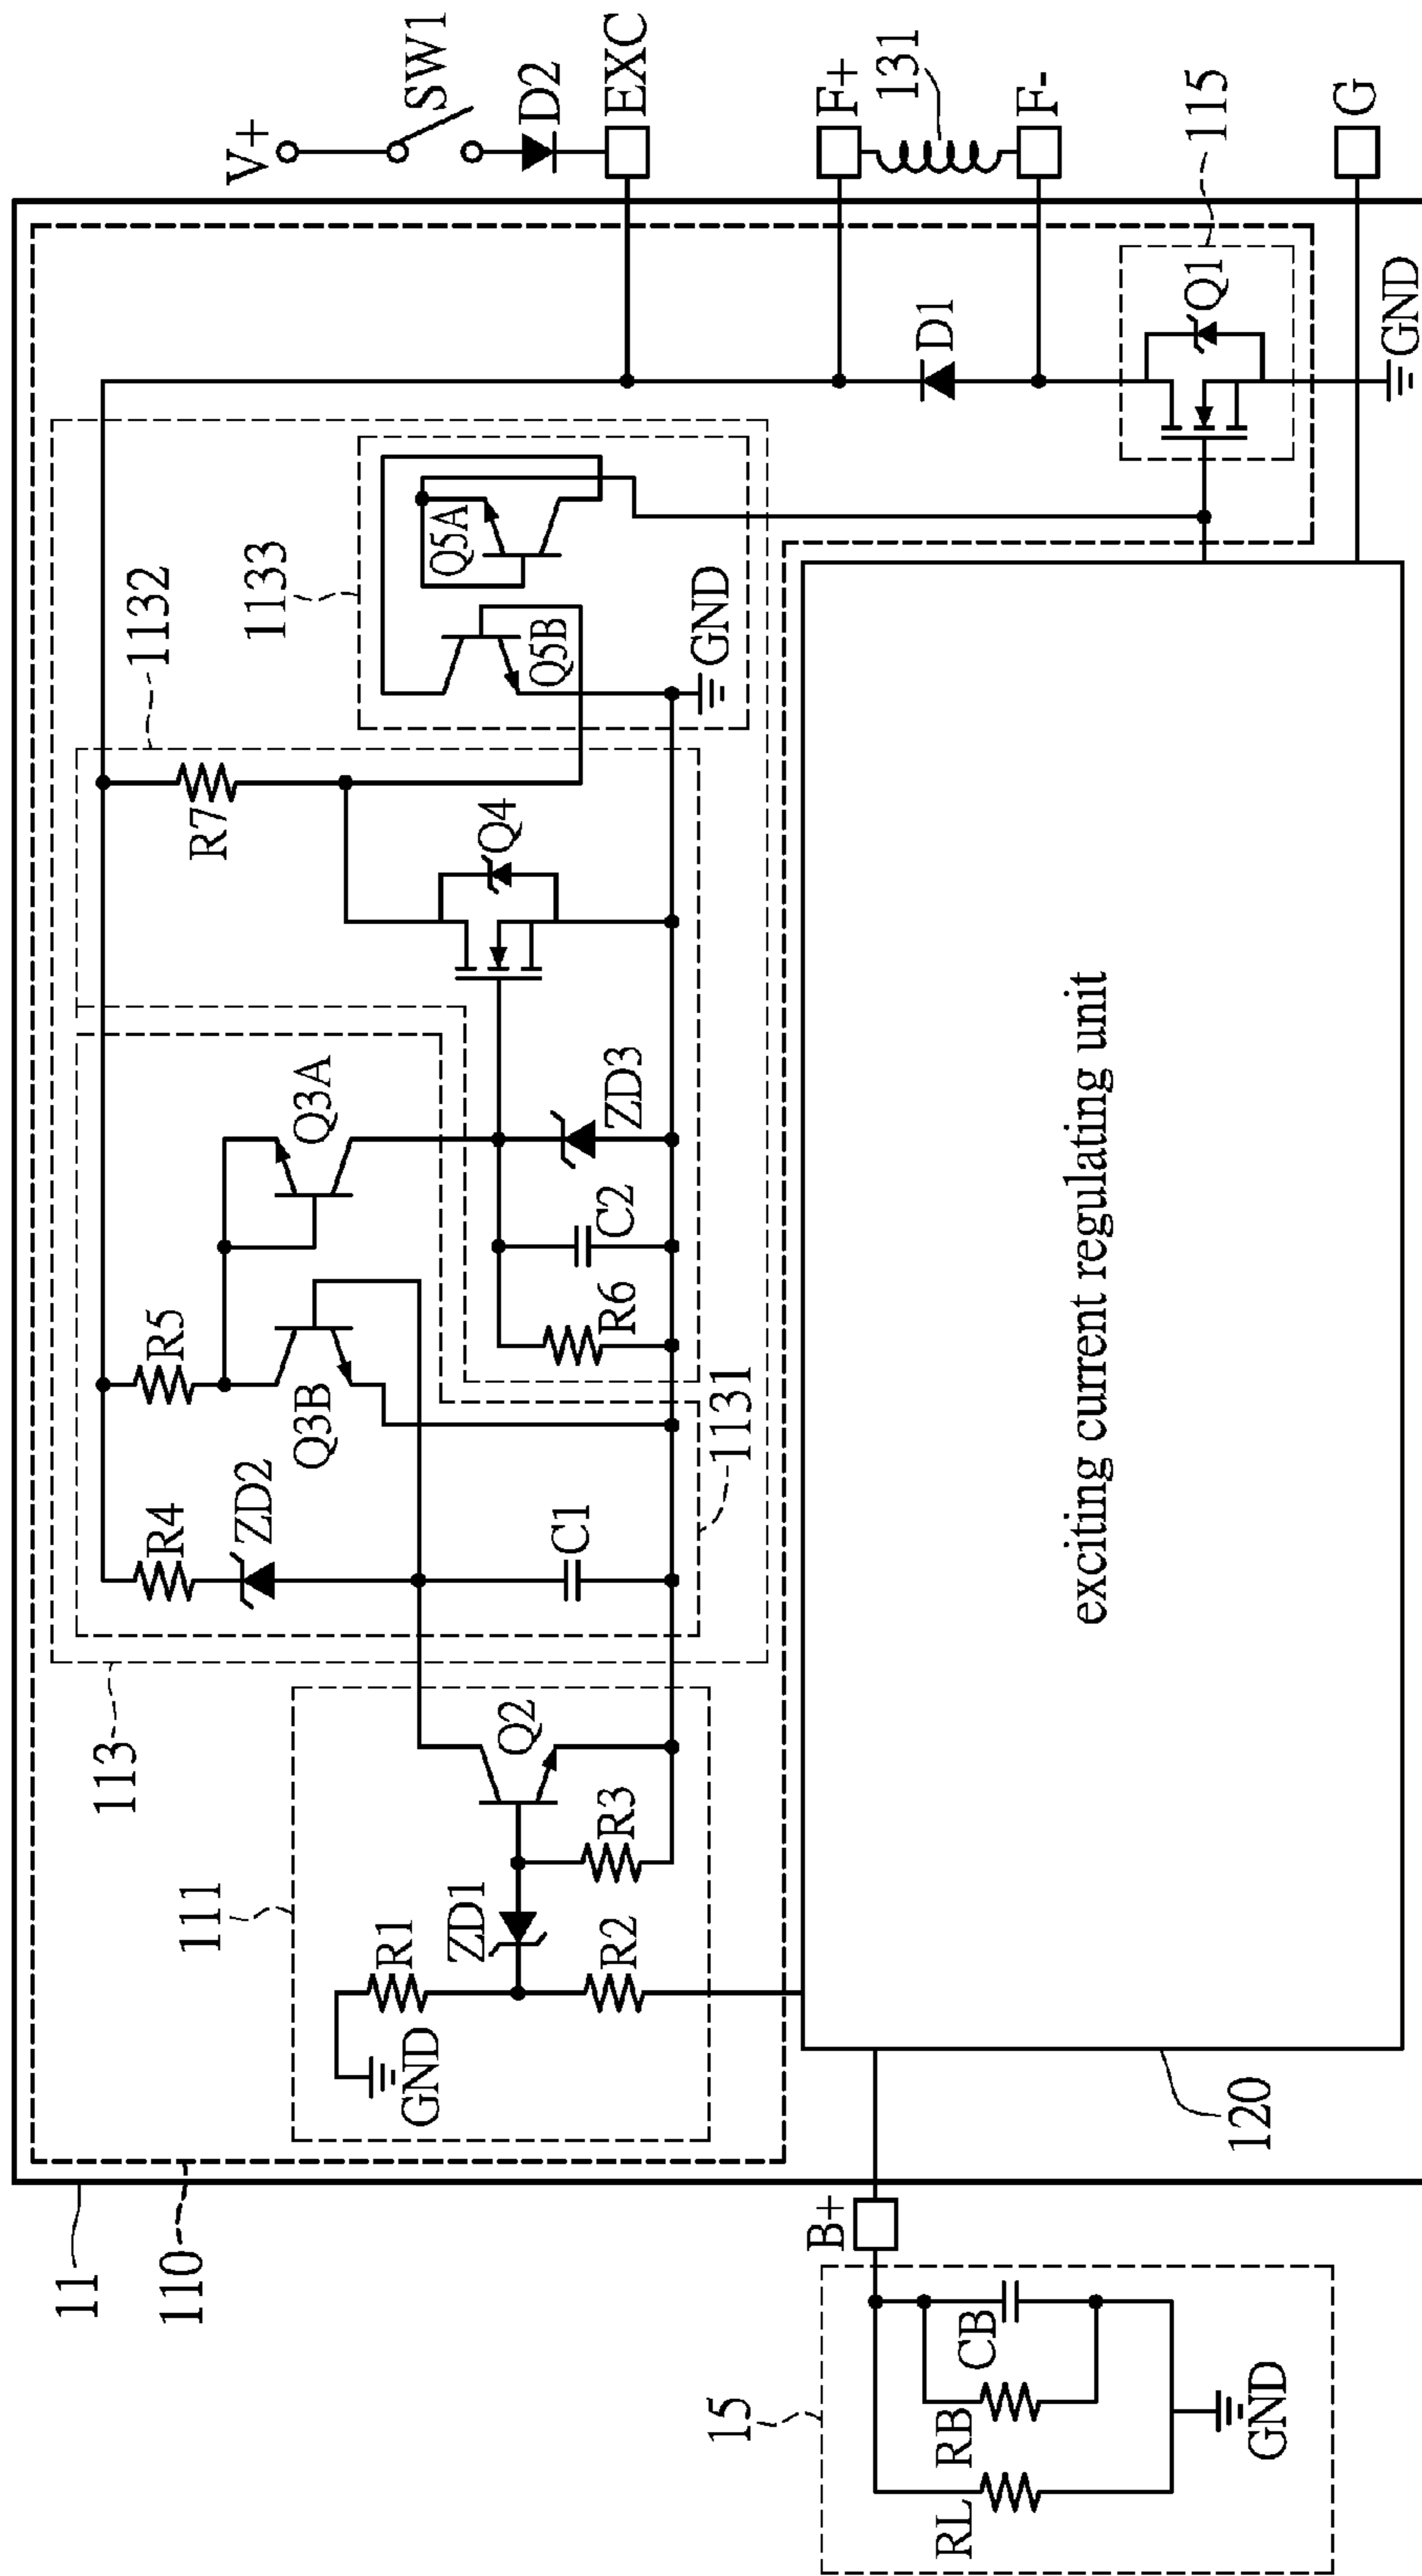 11
110
113
111
GND
R1
ZD1
R2
R3
Q2
R4
ZD2
C1
R5
Q3B
Q3A
1131
R6
C2
ZD3
Q4
R7
1132
1133
Q5B
Q5A
GND
V+
SW1
D2
EXC
F+
131
F-
D1
G
115
Q1
GND
exciting current regulating unit
120
B+
15
RL
RB
CB
GND